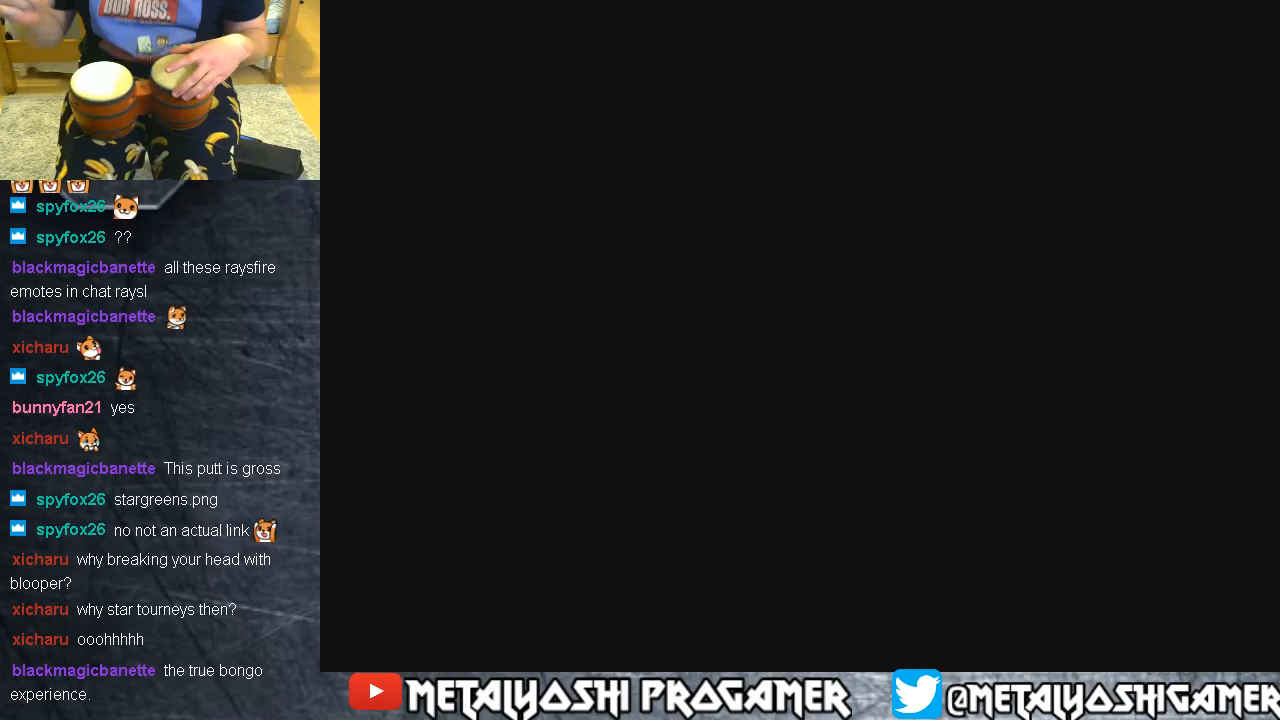 BOB ROSS.
spyfox26
spyfox26 ??
blackmagicbanette all these raysfire
emotes in chat raysl
blackmagicbanette
xicharu
spyfox26
bunnyfan21 yes
xicharu
blackmagicbanette This putt is gross
spyfox26 stargreens.png
spyfox26 no not an actual link
xicharu why breaking your head with
blooper?
xicharu why star tourneys then?
xicharu ooohhhhh
blackmagicbanette the true bongo
experience.
METALYOSHI PROGAMER
@METALYOSHIGAMER